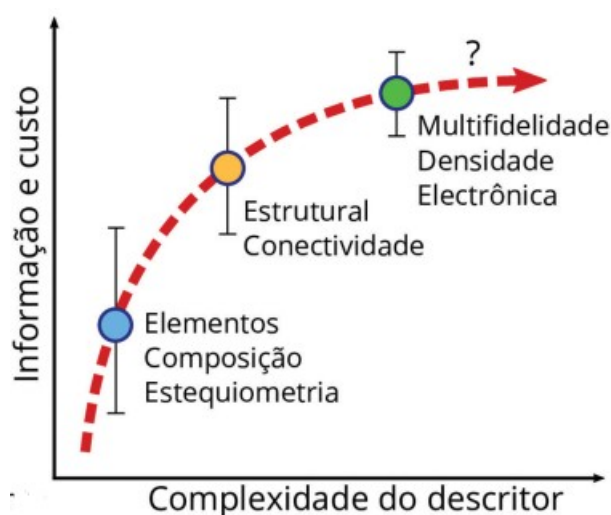 ?
Informação e custo
Multifidelidade
Densidade
Electrônica
Estrutural
Conectividade
Elementos
Composição
Estequiometria
Complexidade do descritor